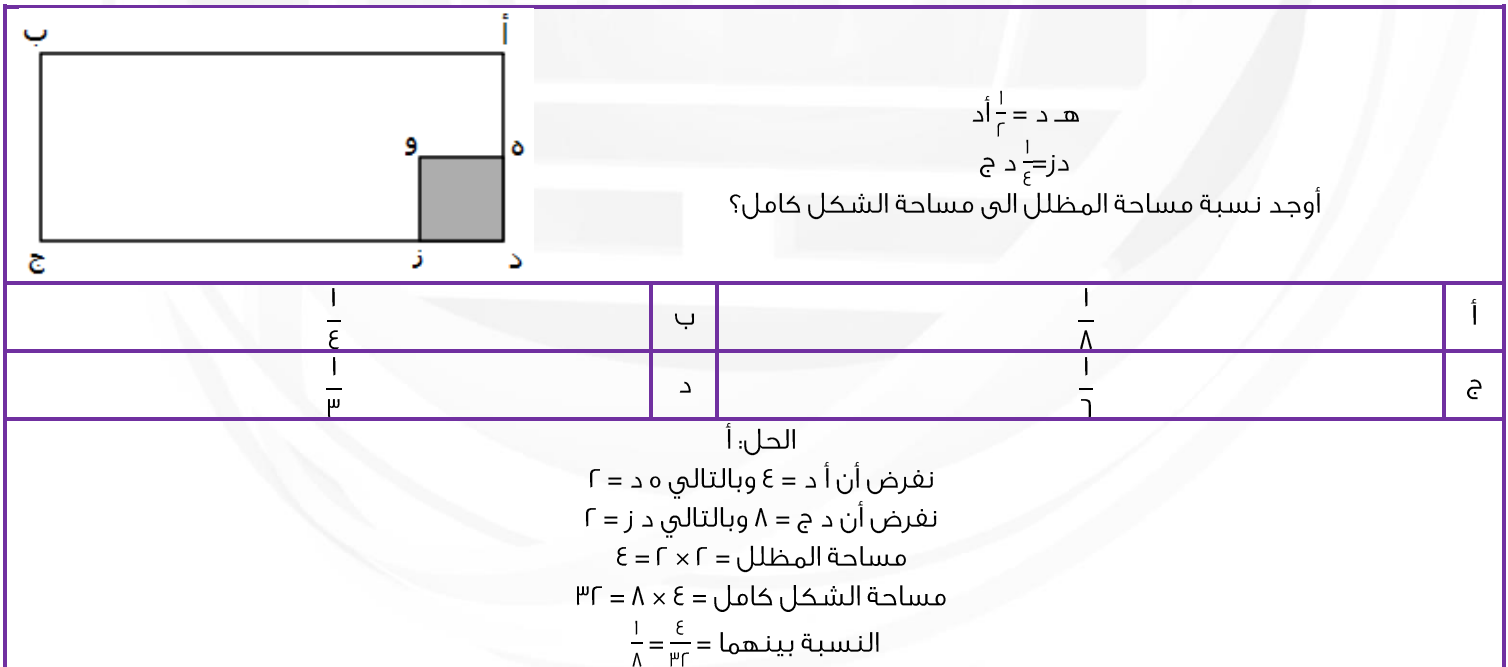 أ ب
و ه
د ز ج
هـ د = ١/٢ أد
دز=١/٤ د ج
أوجد نسبة مساحة المظلل الى مساحة الشكل كامل؟
أ ١/٨ ب ١/٤
ج ١/٦ د ١/٣
الحل: أ
نفرض أن أ د = ٤ وبالتالي ه د = ٢
نفرض أن د ج = ٨ وبالتالي د ز = ٢
مساحة المظلل = ٢ × ٢ = ٤
مساحة الشكل كامل = ٤ × ٨ = ٣٢
النسبة بينهما = ٤/٣٢ = ١/٨